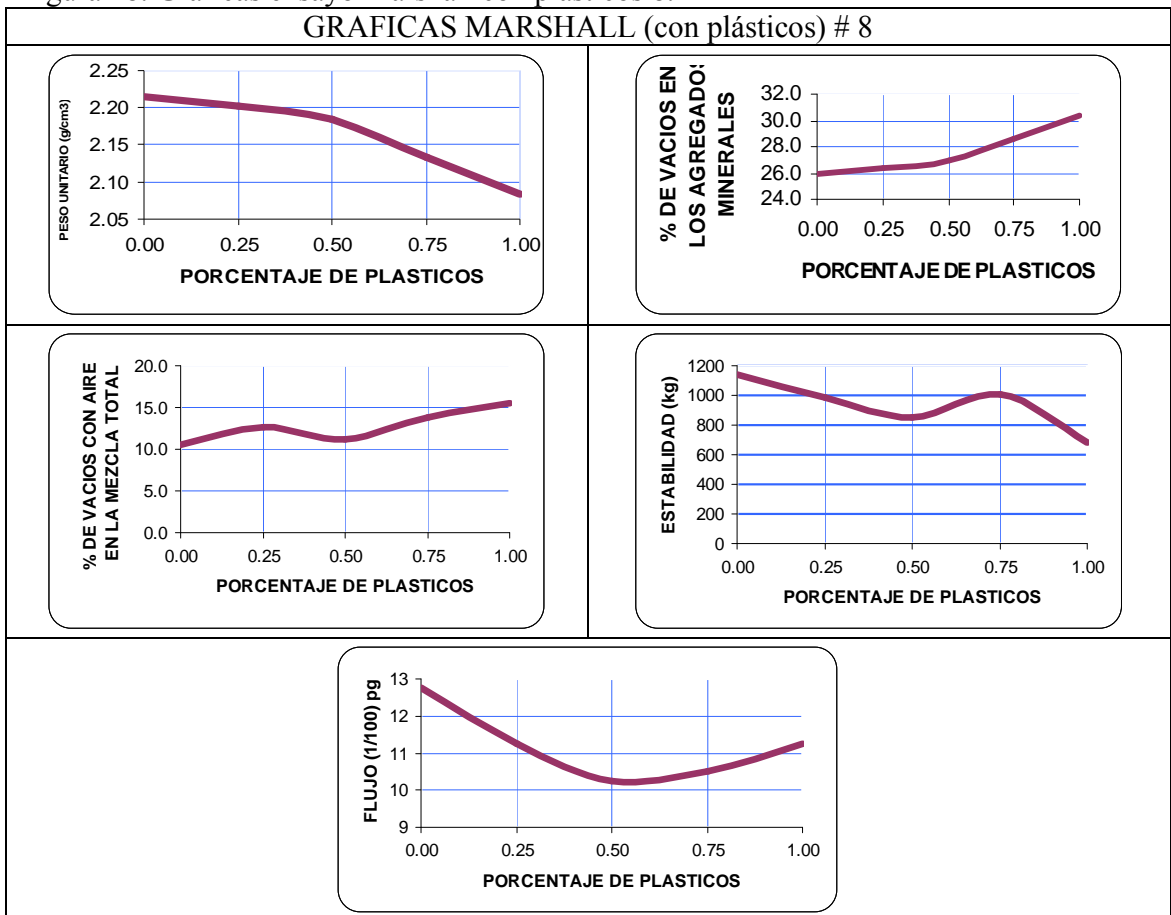 GRAFICAS MARSHALL (con plásticos) # 8
PESO UNITARIO (g/cm3)
2.25
2.20
2.15
2.10
2.05
0.00 0.25 0.50 0.75 1.00
PORCENTAJE DE PLASTICOS
% DE VACIOS EN
LOS AGREGADOS
MINERALES
32.0
30.0
28.0
26.0
24.0
0.00 0.25 0.50 0.75 1.00
PORCENTAJE DE PLASTICOS
% DE VACIOS CON AIRE
EN LA MEZCLA TOTAL
20.0
15.0
10.0
5.0
0.0
0.00 0.25 0.50 0.75 1.00
PORCENTAJE DE PLASTICOS
ESTABILIDAD (kg)
1200
1000
800
600
400
200
0
0.00 0.25 0.50 0.75 1.00
PORCENTAJE DE PLASTICOS
FLUJO (1/100) pg
13
12
11
10
9
0.00 0.25 0.50 0.75 1.00
PORCENTAJE DE PLASTICOS